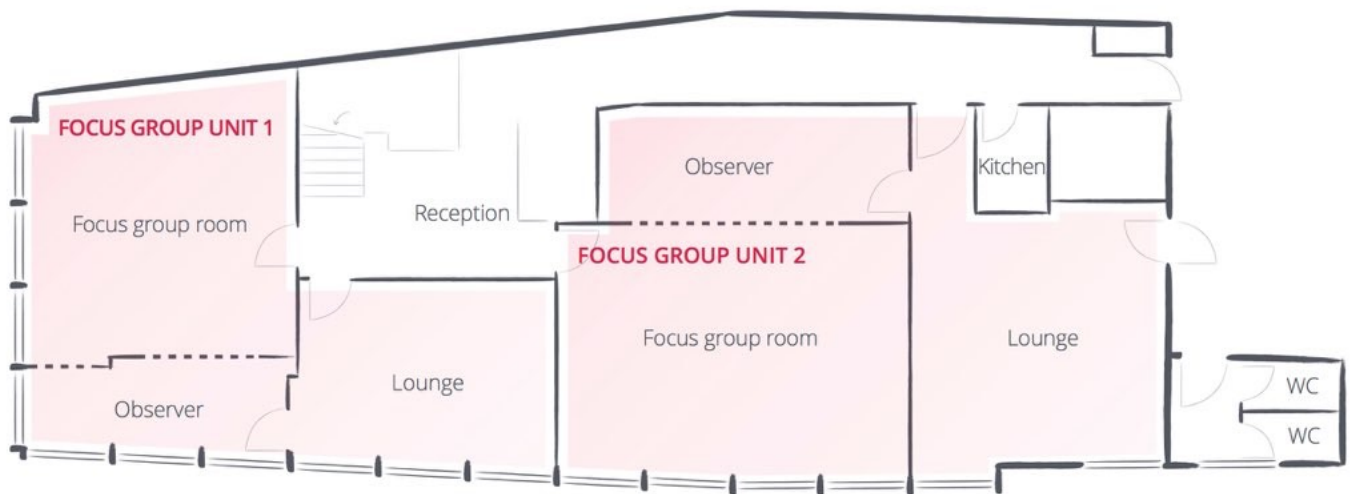 FOCUS GROUP UNIT 1
Focus group room
Observer
Reception
Lounge
Observer
FOCUS GROUP UNIT 2
Focus group room
Kitchen
Lounge
WC
WC